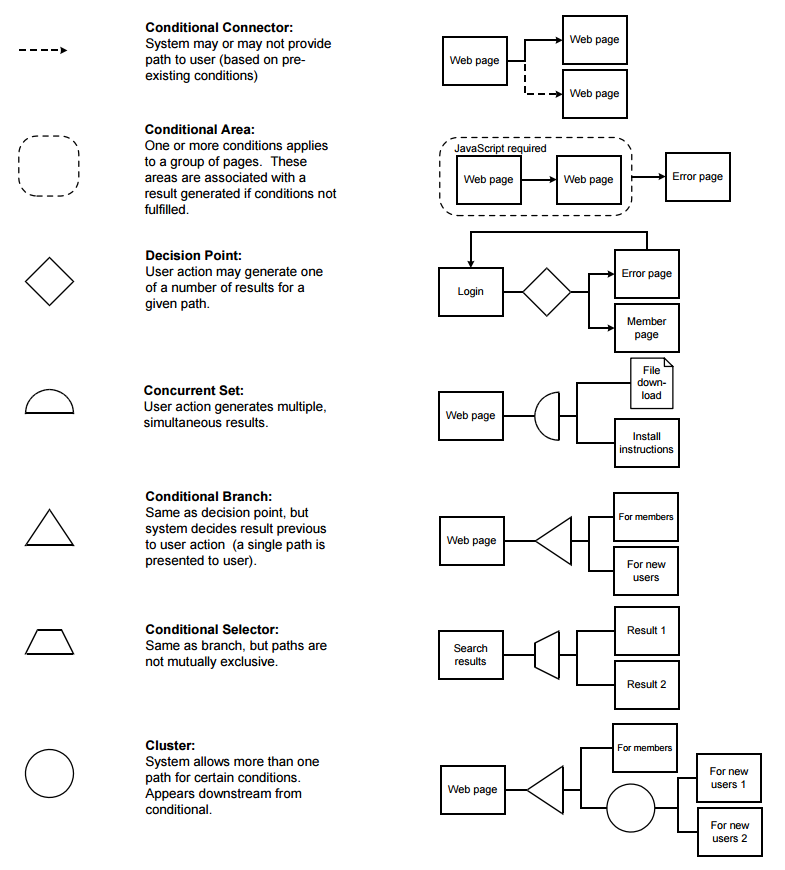 Conditional Connector:
System may or may not provide
path to user (based on pre-
existing conditions)
Web page
Web page
Web page
Conditional Area:
One or more conditions applies
to a group of pages.  These
areas are associated with a
result generated if conditions not
fulfilled.
JavaScript required
Web page
Web page
Error page
Decision Point:
User action may generate one
of a number of results for a
given path.
Login
Error page
Member
page
Concurrent Set:
User action generates multiple,
simultaneous results.
Web page
File
down-
load
Install
instructions
Conditional Branch:
Same as decision point, but
system decides result previous
to user action  (a single path is
presented to user).
Web page
For members
For new
users
Conditional Selector:
Same as branch, but paths are
not mutually exclusive.
Search
results
Result 1
Result 2
Cluster:
System allows more than one
path for certain conditions.
Appears downstream from
conditional.
Web page
For members
For new
users 1
For new
users 2